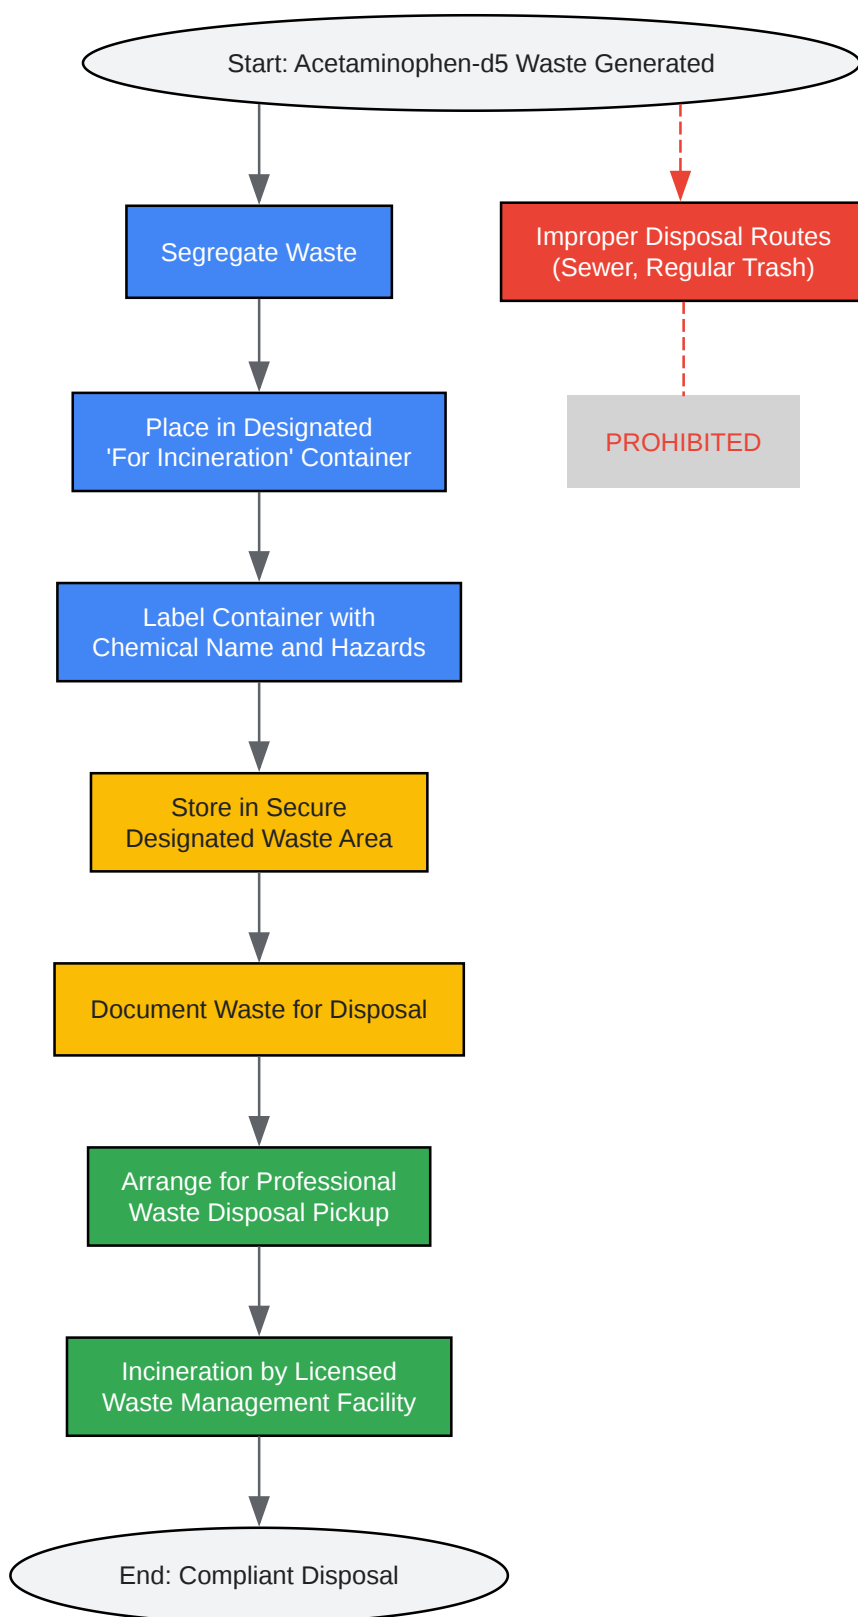 Start: Acetaminophen-d5 Waste Generated
Segregate Waste
Improper Disposal Routes
(Sewer, Regular Trash)
Place in Designated
'For Incineration' Container
PROHIBITED
Label Container with
Chemical Name and Hazards
Store in Secure
Designated Waste Area
Document Waste for Disposal
Arrange for Professional
Waste Disposal Pickup
Incineration by Licensed
Waste Management Facility
End: Compliant Disposal